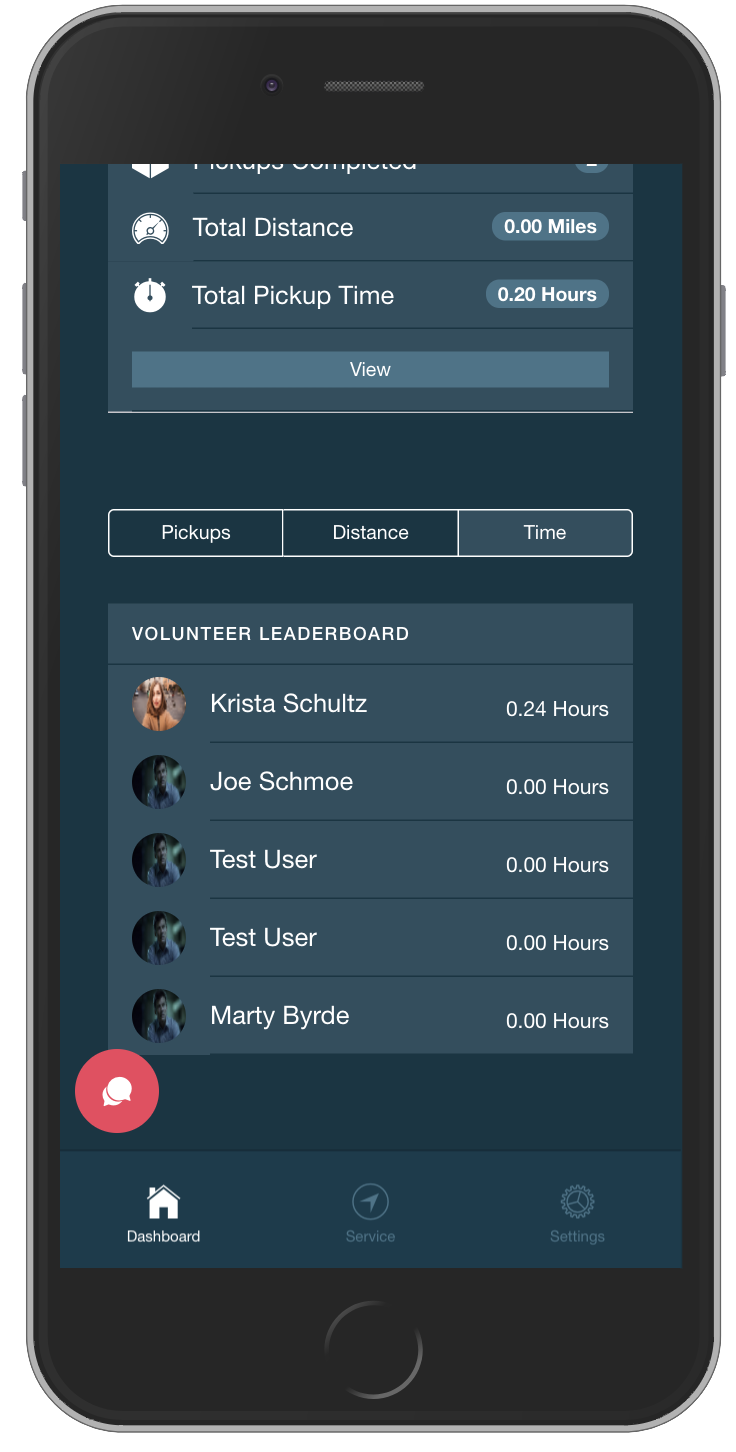 Pickups Completed
Total Distance 0.00 Miles
Total Pickup Time 0.20 Hours
View
Pickups Distance Time
VOLUNTEER LEADERBOARD
Krista Schultz 0.24 Hours
Joe Schmoe 0.00 Hours
Test User 0.00 Hours
Test User 0.00 Hours
Marty Byrde 0.00 Hours
Dashboard Service Settings